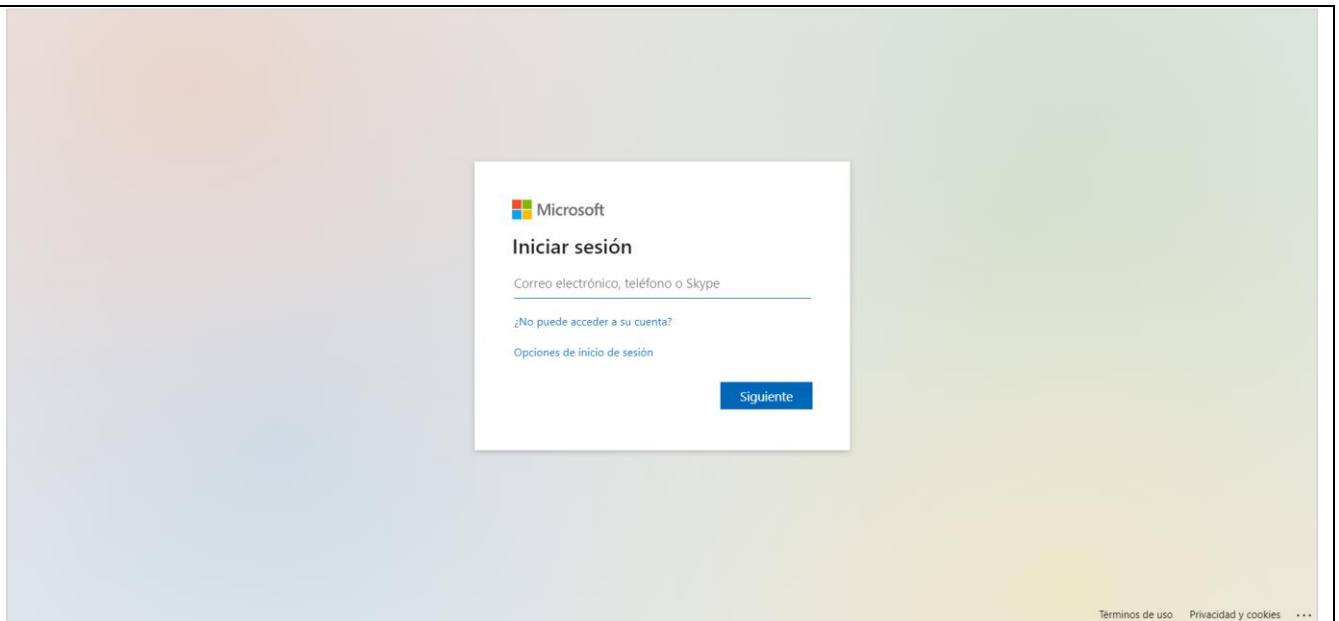 Microsoft
Iniciar sesión
Correo electrónico, teléfono o Skype
¿No puede acceder a su cuenta?
Opciones de inicio de sesión
Siguiente
Términos de uso Privacidad y cookies ...